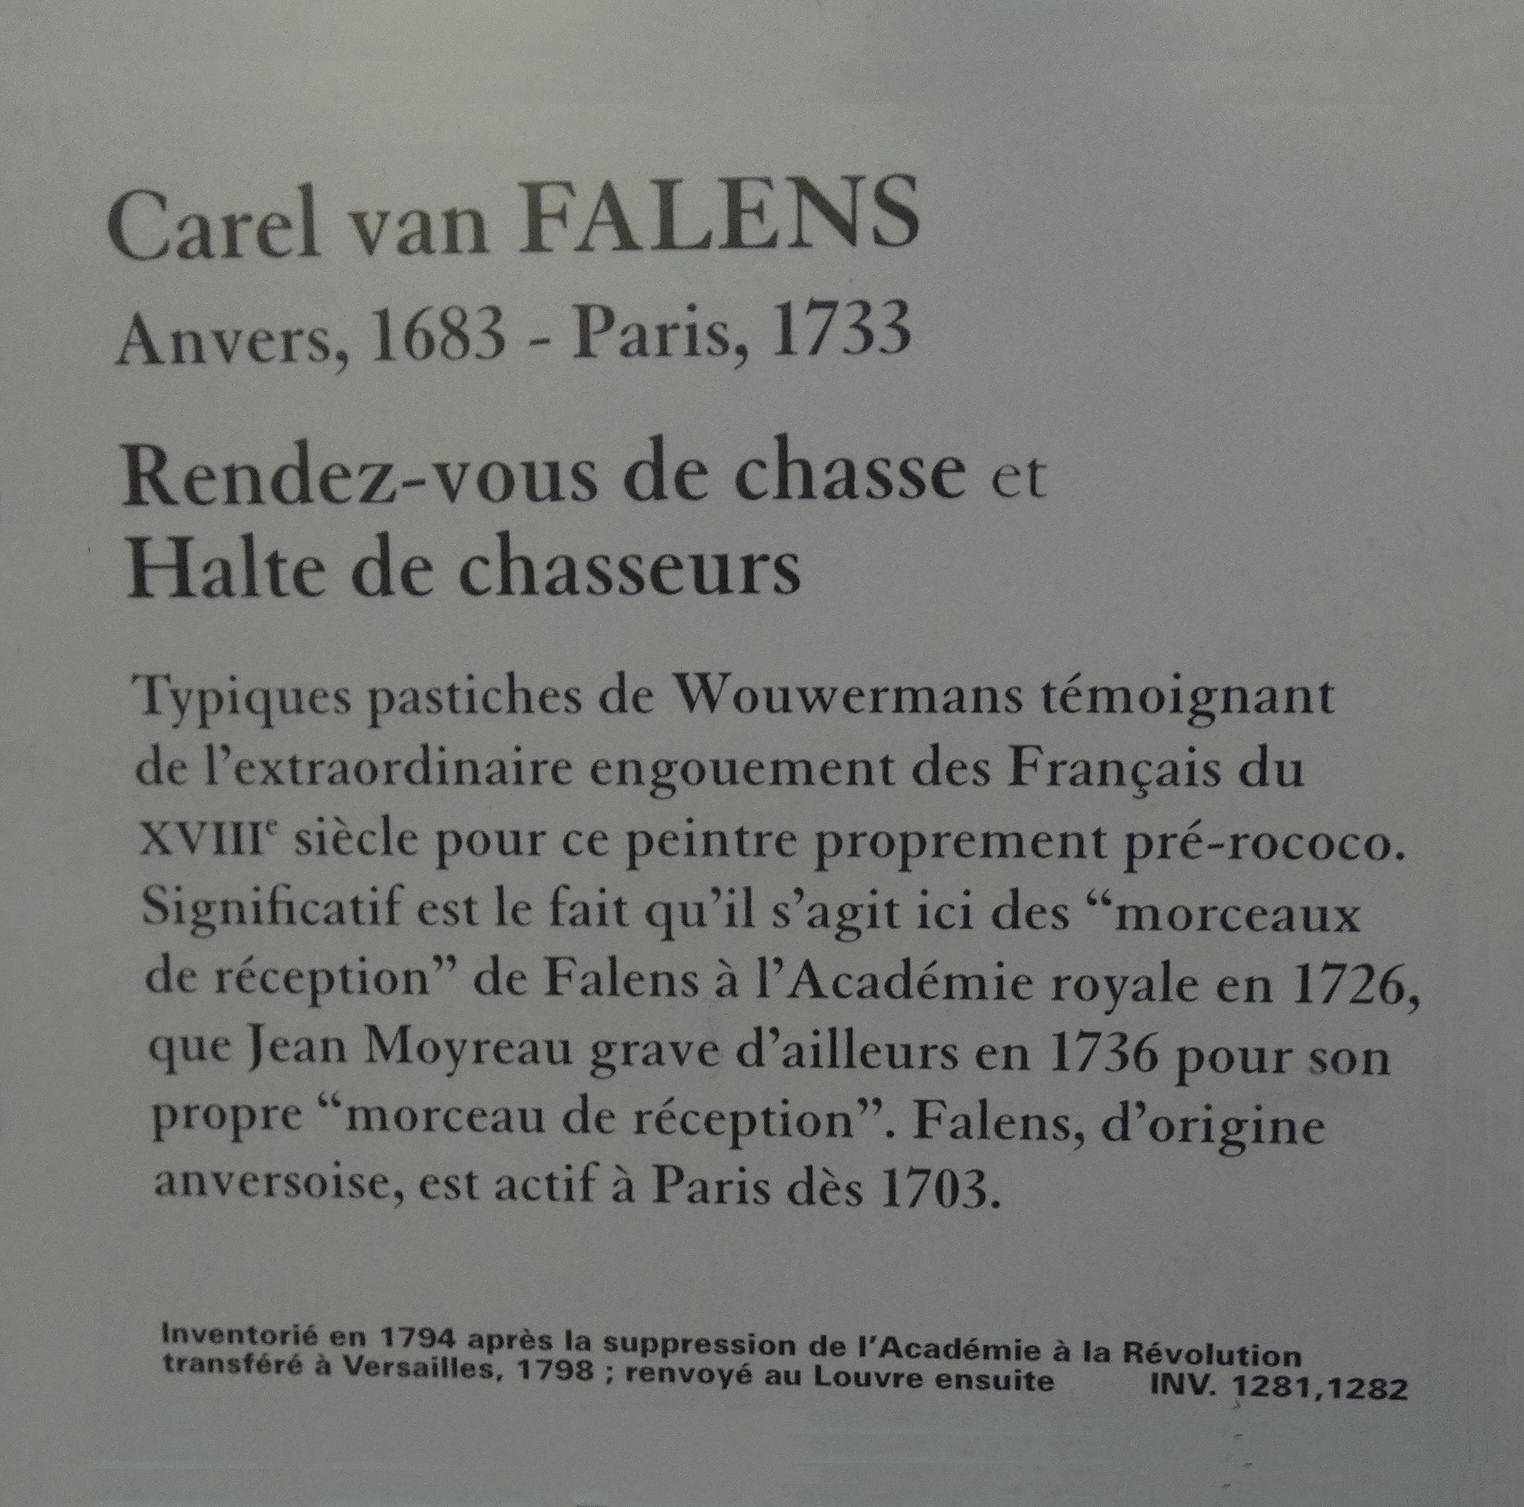 Carel van FALENS
Anvers, 1683 - Paris, 1733
Rendez-vous de chasse et
Halte de chasseurs
Typiques pastiches de Wouwermans témoignant
de l’extraordinaire engouement des Français du
XVIIIᵉ siècle pour ce peintre proprement pré-rococo.
Significatif est le fait qu’il s’agit ici des “morceaux
de réception” de Falens à l’Académie royale en 1726,
que Jean Moyreau grave d’ailleurs en 1736 pour son
propre “morceau de réception”. Falens, d’origine
anversoise, est actif à Paris dès 1703.
Inventorié en 1794 après la suppression de l’Académie à la Révolution
transféré à Versailles, 1798 ; renvoyé au Louvre ensuite INV. 1281,1282